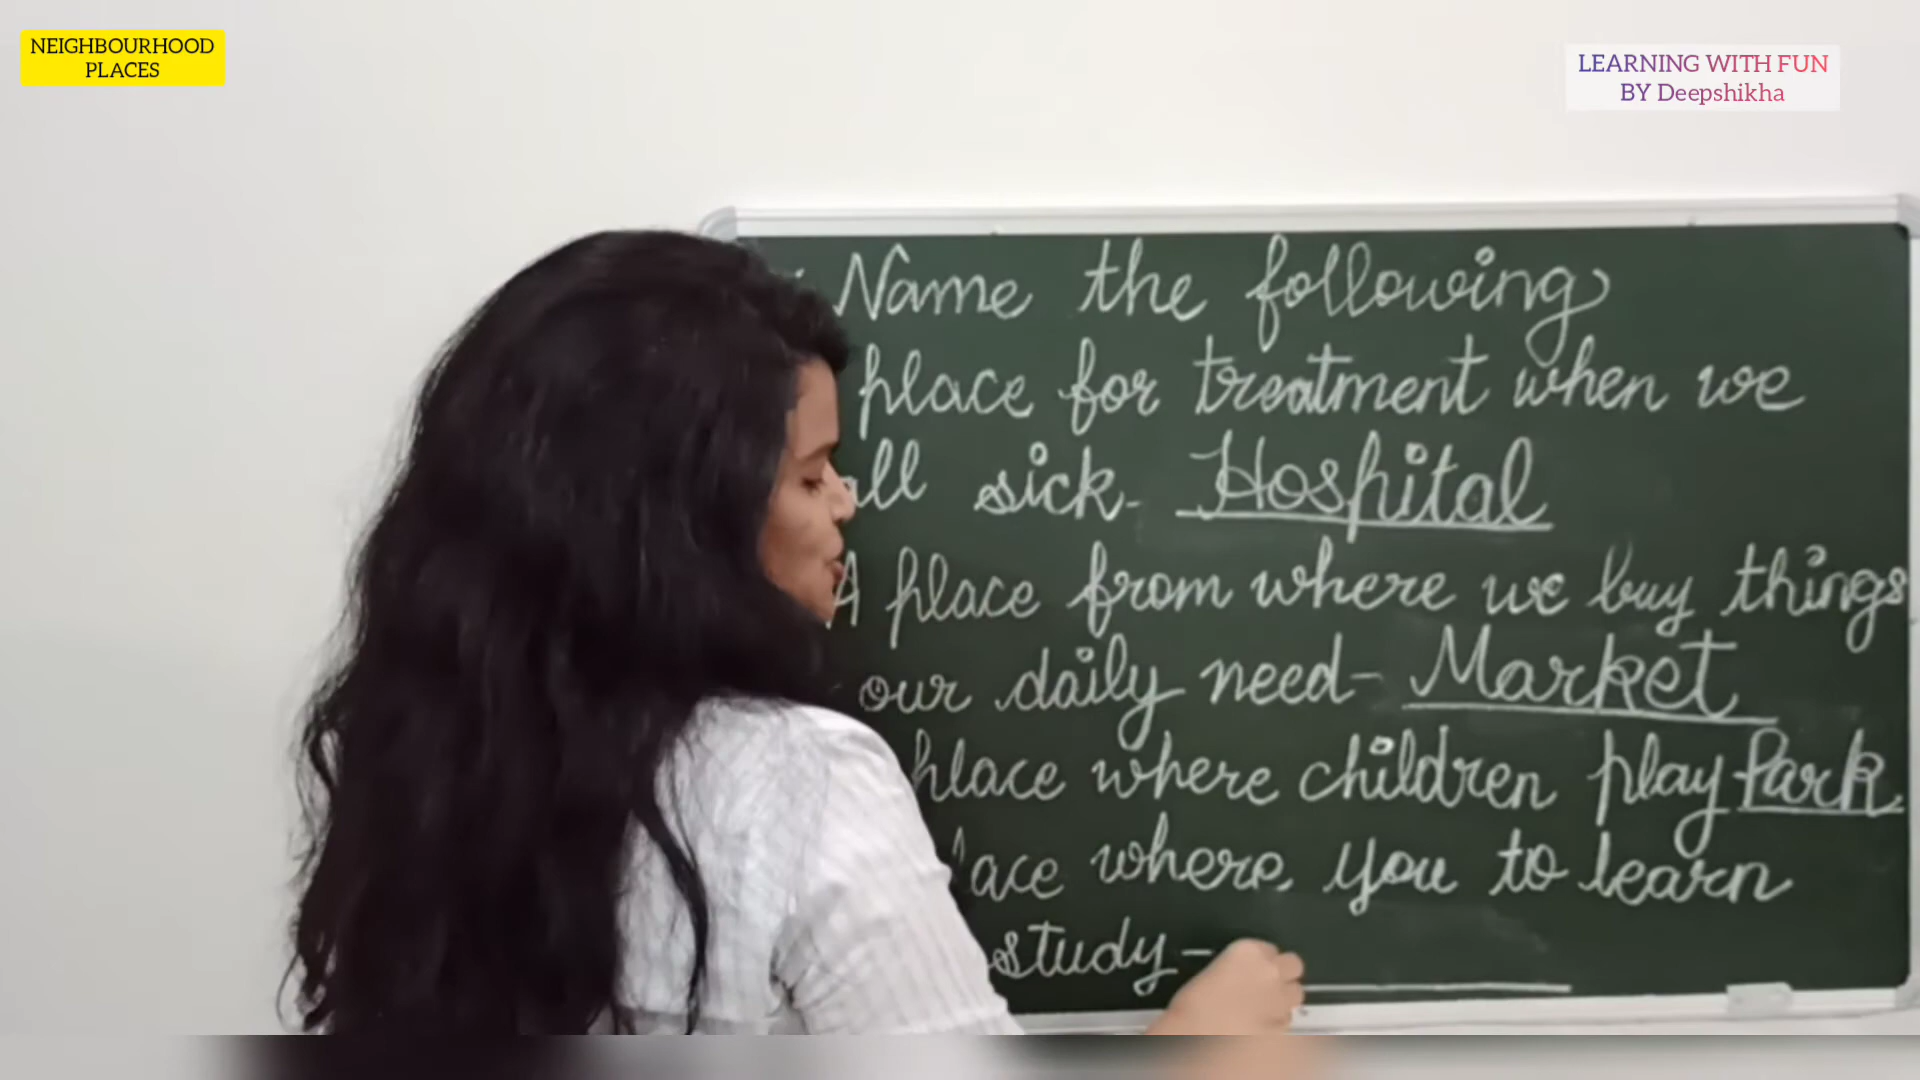 NEIGHBOURHOOD
PLACES
LEARNING WITH FUN
BY Deepshikha
Name the following
place for treatment when we
all sick- Hospital
A place from where we buy things
our daily need- Market
place where children play-Park
lace where you to learn
study-